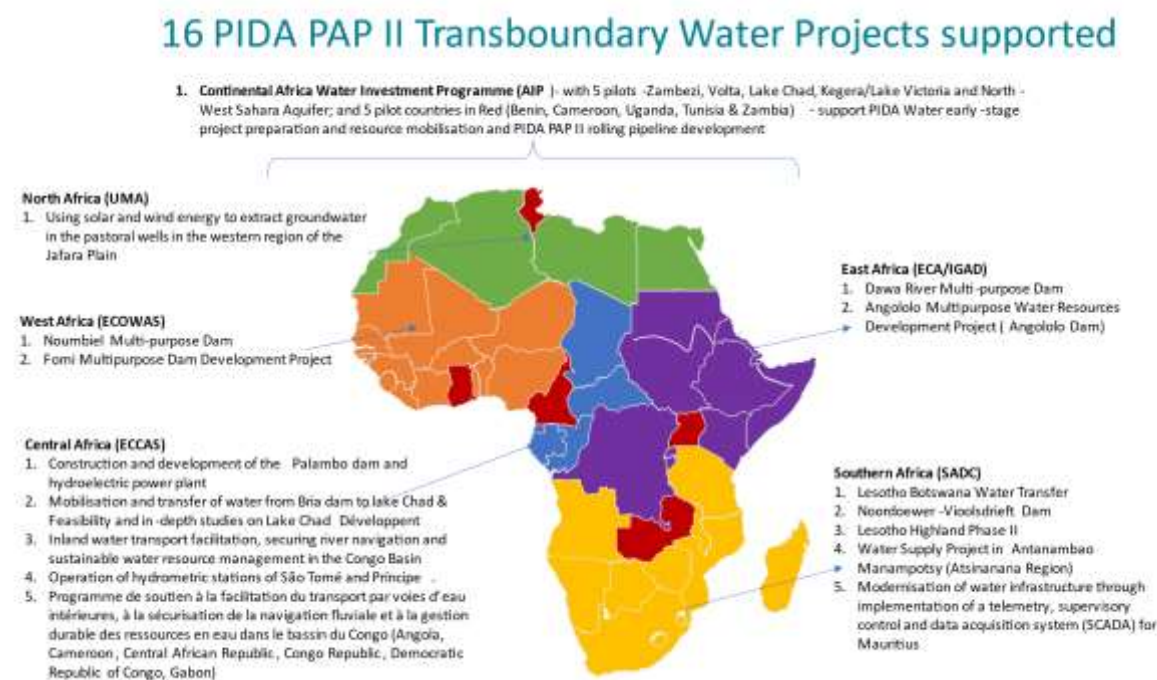 16 PIDA PAP II Transboundary Water Projects supported
1. Continental Africa Water Investment Programme (AIP )- with 5 pilots -Zambezi, Volta, Lake Chad, Kegera/Lake Victoria and North -
West Sahara Aquifer; and 5 pilot countries in Red (Benin, Cameroon, Uganda, Tunisia & Zambia) - support PIDA Water early -stage
project preparation and resource mobilisation and PIDA PAP II rolling pipeline development
North Africa (UMA)
1. Using solar and wind energy to extract groundwater
in the pastoral wells in the western region of the
Jafara Plain
West Africa (ECOWAS)
1. Noumbiel Multi-purpose Dam
2. Fomi Multipurpose Dam Development Project
Central Africa (ECCAS)
1. Construction and development of the Palambo dam and
hydroelectric power plant
2. Mobilisation and transfer of water from Bria dam to lake Chad &
Feasibility and in -depth studies on Lake Chad Développent
3. Inland water transport facilitation, securing river navigation and
sustainable water resource management in the Congo Basin
4. Operation of hydrometric stations of São Tomé and Príncipe .
5. Programme de soutien à la facilitation du transport par voies d'eau
intérieures, à la sécurisation de la navigation fluviale et à la gestion
durable des ressources en eau dans le bassin du Congo (Angola,
Cameroon, Central African Republic, Congo Republic, Democratic
Republic of Congo, Gabon)
East Africa (ECA/IGAD)
1. Dawa River Multi -purpose Dam
2. Angololo Multipurpose Water Resources
Development Project ( Angololo Dam)
Southern Africa (SADC)
1. Lesotho Botswana Water Transfer
2. Noordoewer -Vioolsdrieft Dam
3. Lesotho Highland Phase II
4. Water Supply Project in Antanambao
Manampotsy (Atsinanana Region)
5. Modernisation of water infrastructure through
implementation of a telemetry, supervisory
control and data acquisition system (SCADA) for
Mauritius